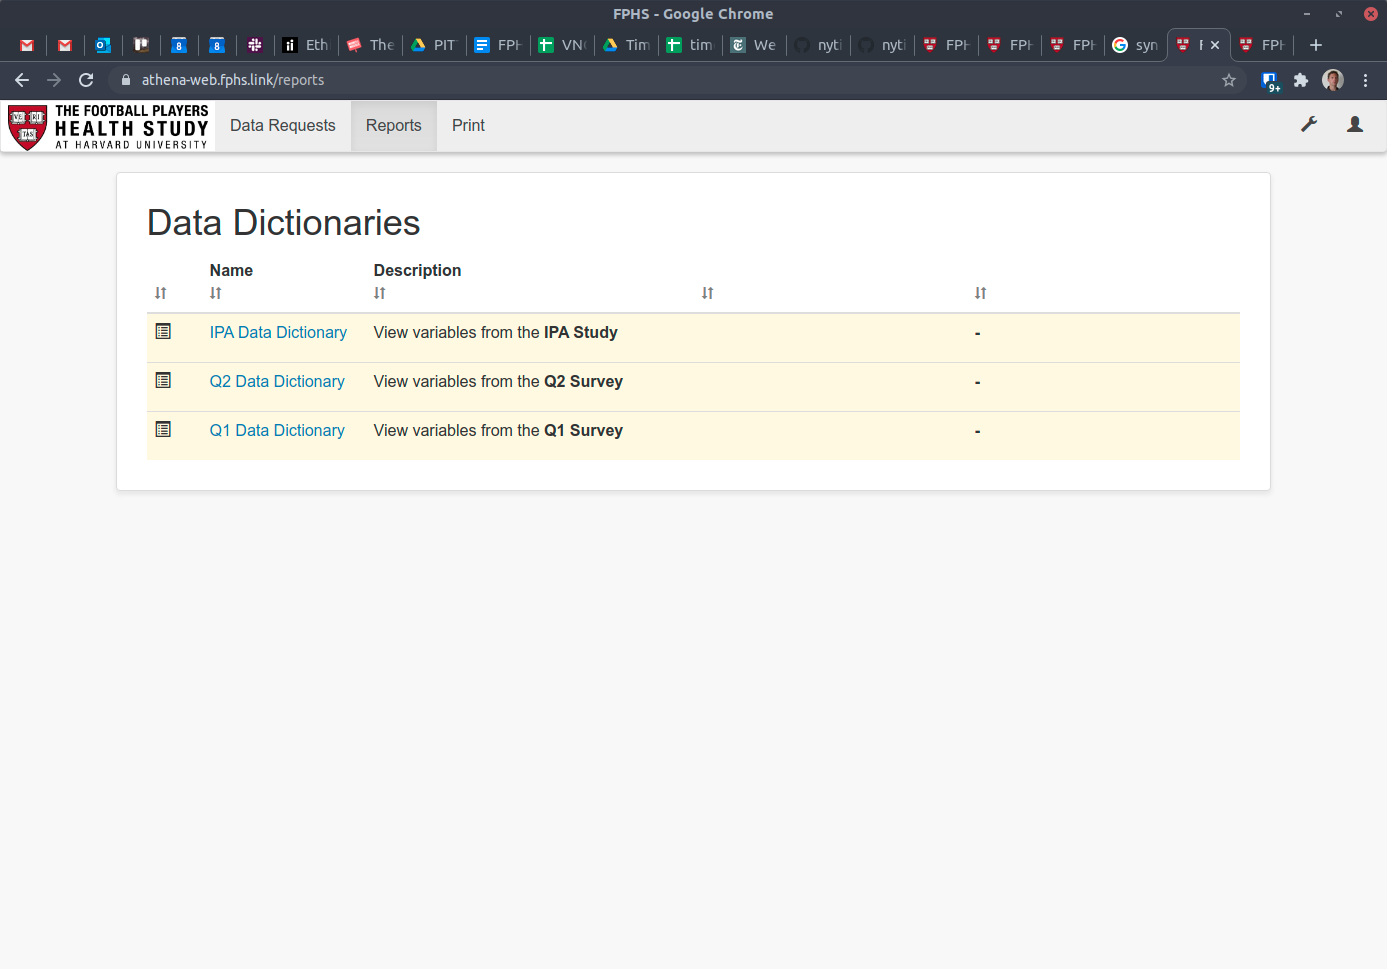 FPHS - Google Chrome
8 8 Eth The PIT FPH VN Tim tim We nyti nyti FPH FPH FPH syn F FPH
athena-web.fphs.link/reports
9+
VE RI TAS
THE FOOTBALL PLAYERS
HEALTH STUDY
AT HARVARD UNIVERSITY
Data Requests Reports Print
Data Dictionaries
Name Description
IPA Data Dictionary View variables from the IPA Study -
Q2 Data Dictionary View variables from the Q2 Survey -
Q1 Data Dictionary View variables from the Q1 Survey -